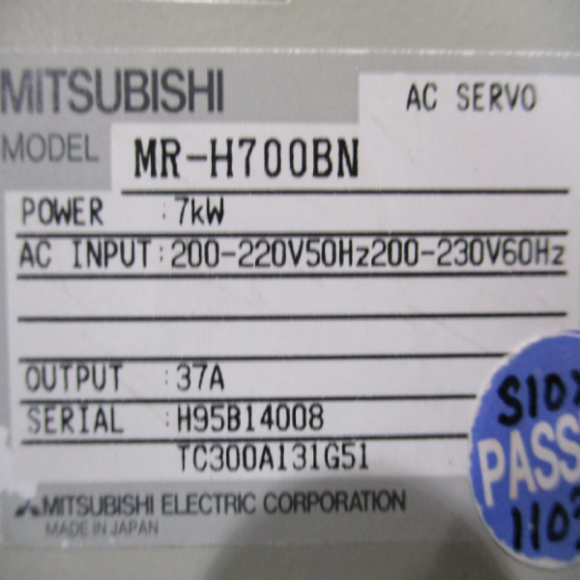 MITSUBISHI
AC SERVO
MODEL MR-H700BN
POWER :7kW
AC INPUT:200-220V50Hz200-230V60Hz
OUTPUT :37A
SERIAL :H95B14008
TC300A131G51
MITSUBISHI ELECTRIC CORPORATION
MADE IN JAPAN
PASS